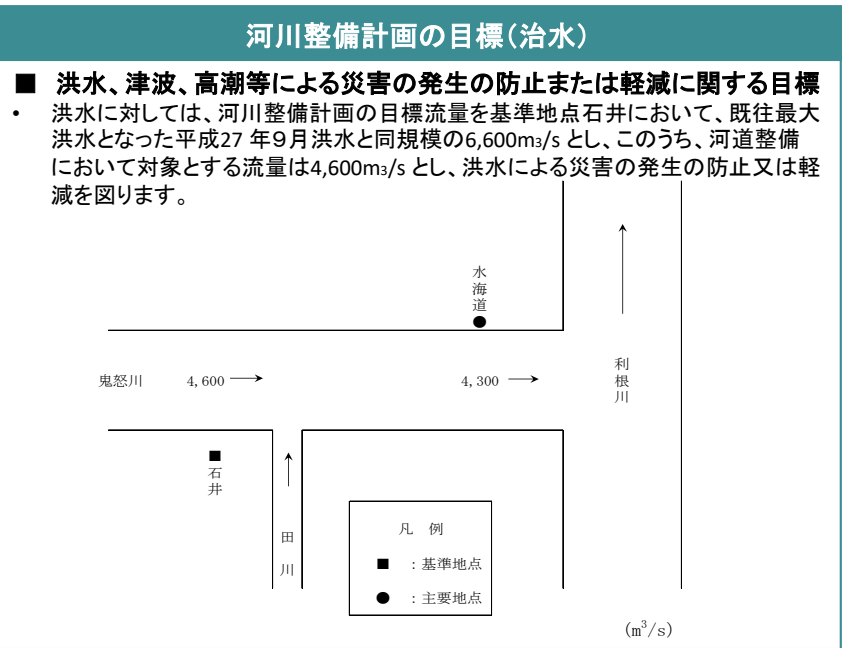 河川整備計画の目標(治水)
■ 洪水、津波、高潮等による災害の発生の防止または軽減に関する目標
• 洪水に対しては、河川整備計画の目標流量を基準地点石井において、既往最大
洪水となった平成27 年9月洪水と同規模の6,600m3/s とし、このうち、河道整備
において対象とする流量は4,600m3/s とし、洪水による災害の発生の防止又は軽
減を図ります。
水海道
鬼怒川 4,600 → 4,300 →
利根川
石井
田川
凡 例
■ :基準地点
● :主要地点
(m³/s)